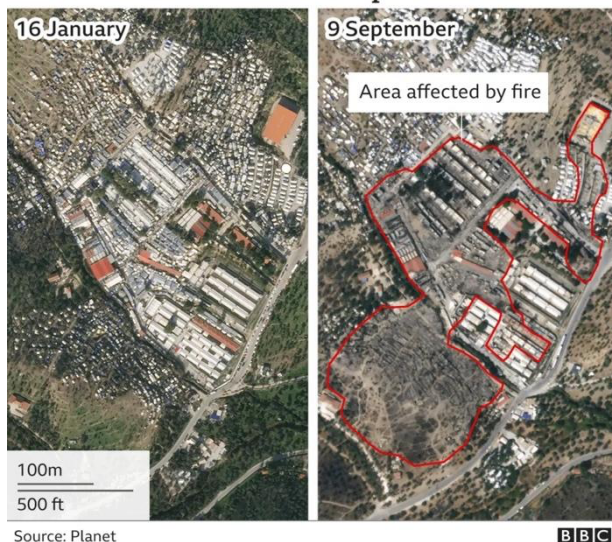 16 January
9 September
Area affected by fire
100m
500 ft
Source: Planet
BBC